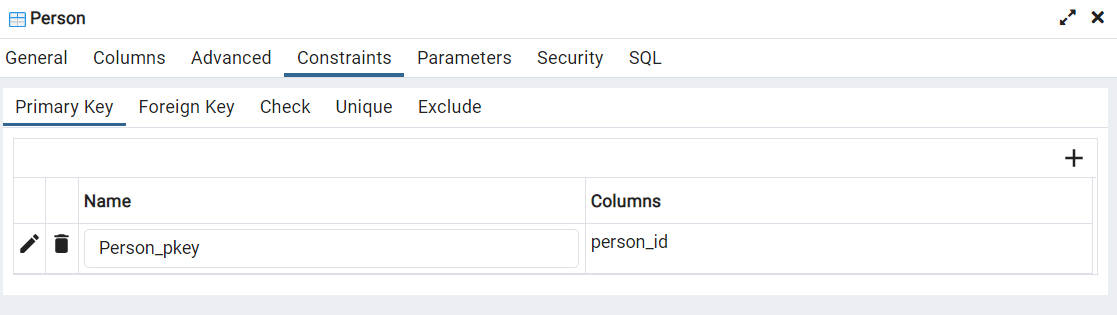 Person
General Columns Advanced Constraints Parameters Security SQL
Primary Key Foreign Key Check Unique Exclude
Name Columns
Person_pkey person_id